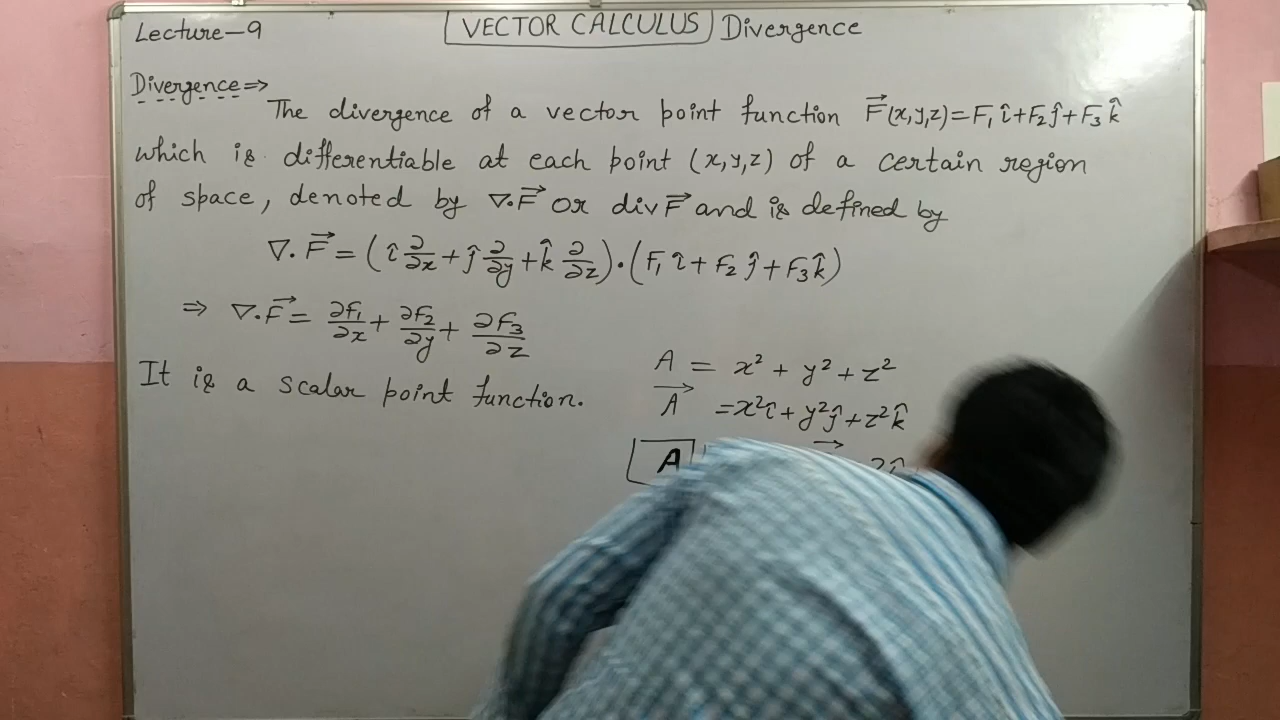 Lecture-9
VECTOR CALCULUS Divergence
Divergence⇒
The divergence of a vector point function F⃗(x,y,z)=F₁î+F₂ĵ+F₃k̂
which is differentiable at each point (x,y,z) of a certain region
of space, denoted by ∇.F⃗ or div F⃗ and is defined by
∇.F⃗ = (î ∂/∂x + ĵ ∂/∂y + k̂ ∂/∂z)·(F₁î+F₂ĵ+F₃k̂)
⇒ ∇.F⃗ = ∂F₁/∂x + ∂F₂/∂y + ∂F₃/∂z
It is a scalar point function.
A = x² + y² + z²
A⃗ = x²î + y²ĵ + z²k̂
A